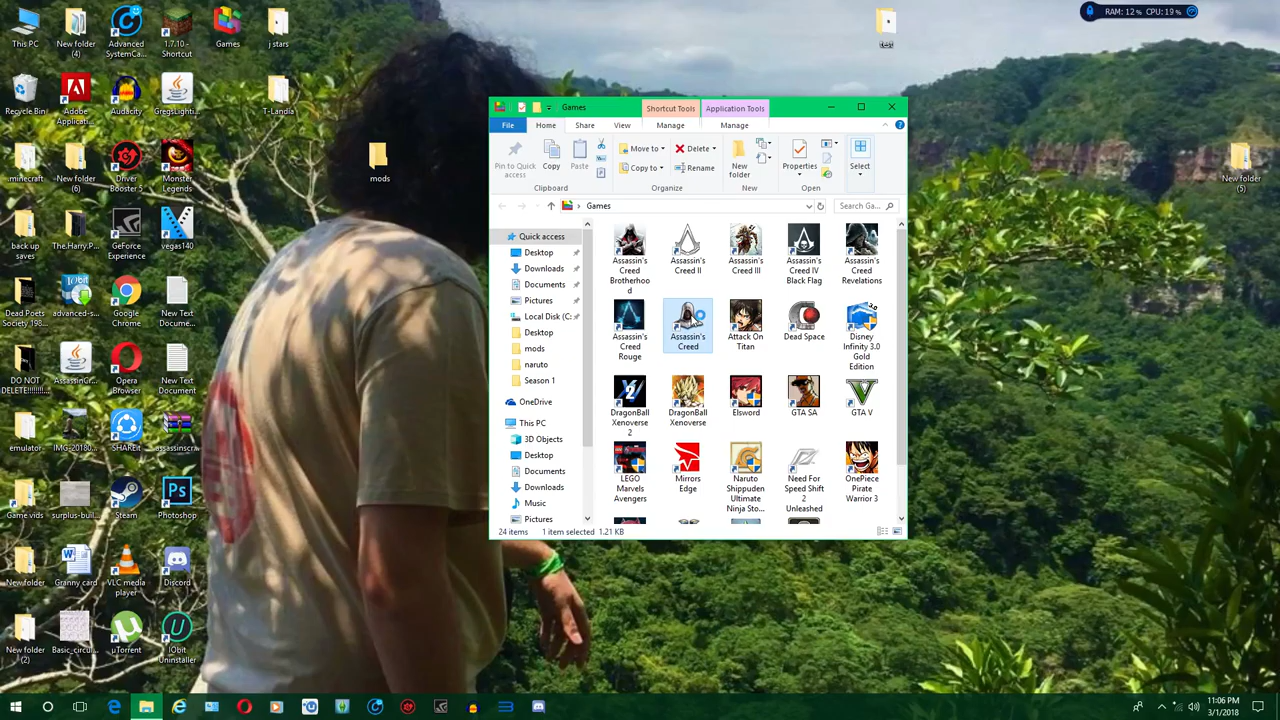 This PC
New folder (4)
Advanced SystemCa...
1.7.10 - Shortcut
Games
j stars
test
RAM: 12 % CPU: 19 %
Recycle Bin
Adobe Applicati...
Audacity
GregsLighti...
T-Landia
minecraft
New folder (6)
Driver Booster 5
Monster Legends
mods
New folder (5)
back up saves
The.Harry.P...
GeForce Experience
vegas140
Dead Poets Society 198...
advanced-s...
Google Chrome
New Text Docume...
DO NOT DELETE!!!!!!!...
AssassinCr...
Opera Browser
New Text Document
emulator-
IMG-20180...
SHAREit
assassinscr...
Game vids
surplus-buil...
Steam
Photoshop
New folder
Granny card
VLC media player
Discord
New folder (2)
Basic_circui...
µTorrent
IObit Uninstaller
Games
Shortcut Tools
Application Tools
File
Home
Share
View
Manage
Manage
Pin to Quick access
Copy
Paste
Move to
Copy to
Delete
Rename
New folder
Properties
Select
Clipboard
Organize
New
Open
Games
Search Ga...
Quick access
Desktop
Downloads
Documents
Pictures
Local Disk (C:
Desktop
mods
naruto
Season 1
OneDrive
This PC
3D Objects
Desktop
Documents
Downloads
Music
Pictures
Assassin's Creed Brotherhood
Assassin's Creed II
Assassin's Creed III
Assassin's Creed IV Black Flag
Assassin's Creed Revelations
Assassin's Creed Rouge
Assassin's Creed
Attack On Titan
Dead Space
Disney Infinity 3.0 Gold Edition
DragonBall Xenoverse 2
DragonBall Xenoverse
Elsword
GTA SA
GTA V
LEGO Marvels Avengers
Mirrors Edge
Naruto Shippuden Ultimate Ninja Sto...
Need For Speed Shift 2 Unleashed
OnePiece Pirate Warrior 3
24 items
1 item selected 1.21 KB
11:06 PM
3/1/2018